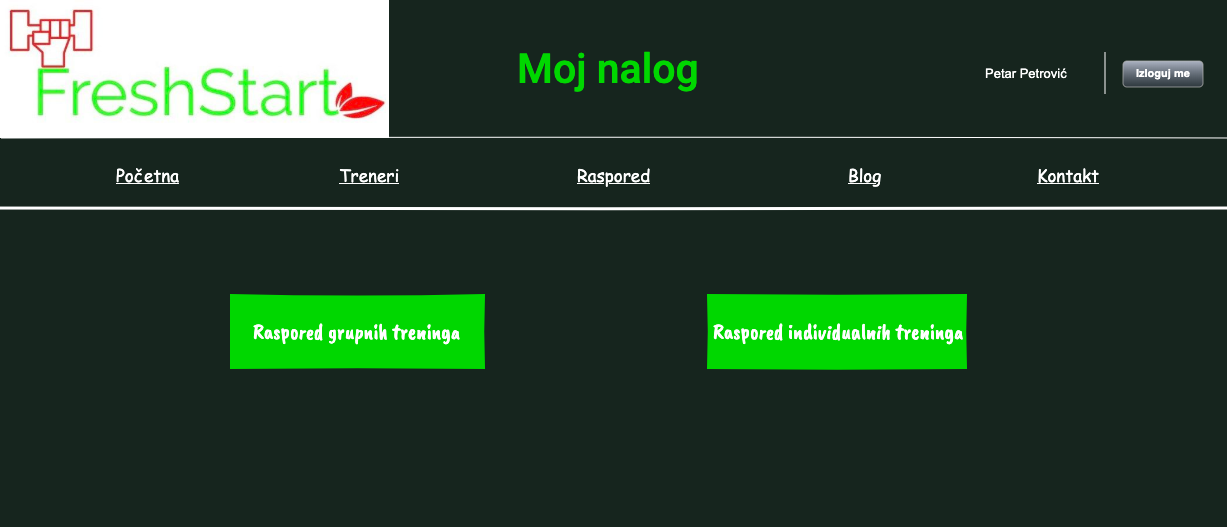 FreshStart
Moj nalog
Petar Petrović
Izloguj me
Početna
Treneri
Raspored
Blog
Kontakt
Raspored grupnih treninga
Raspored individualnih treninga